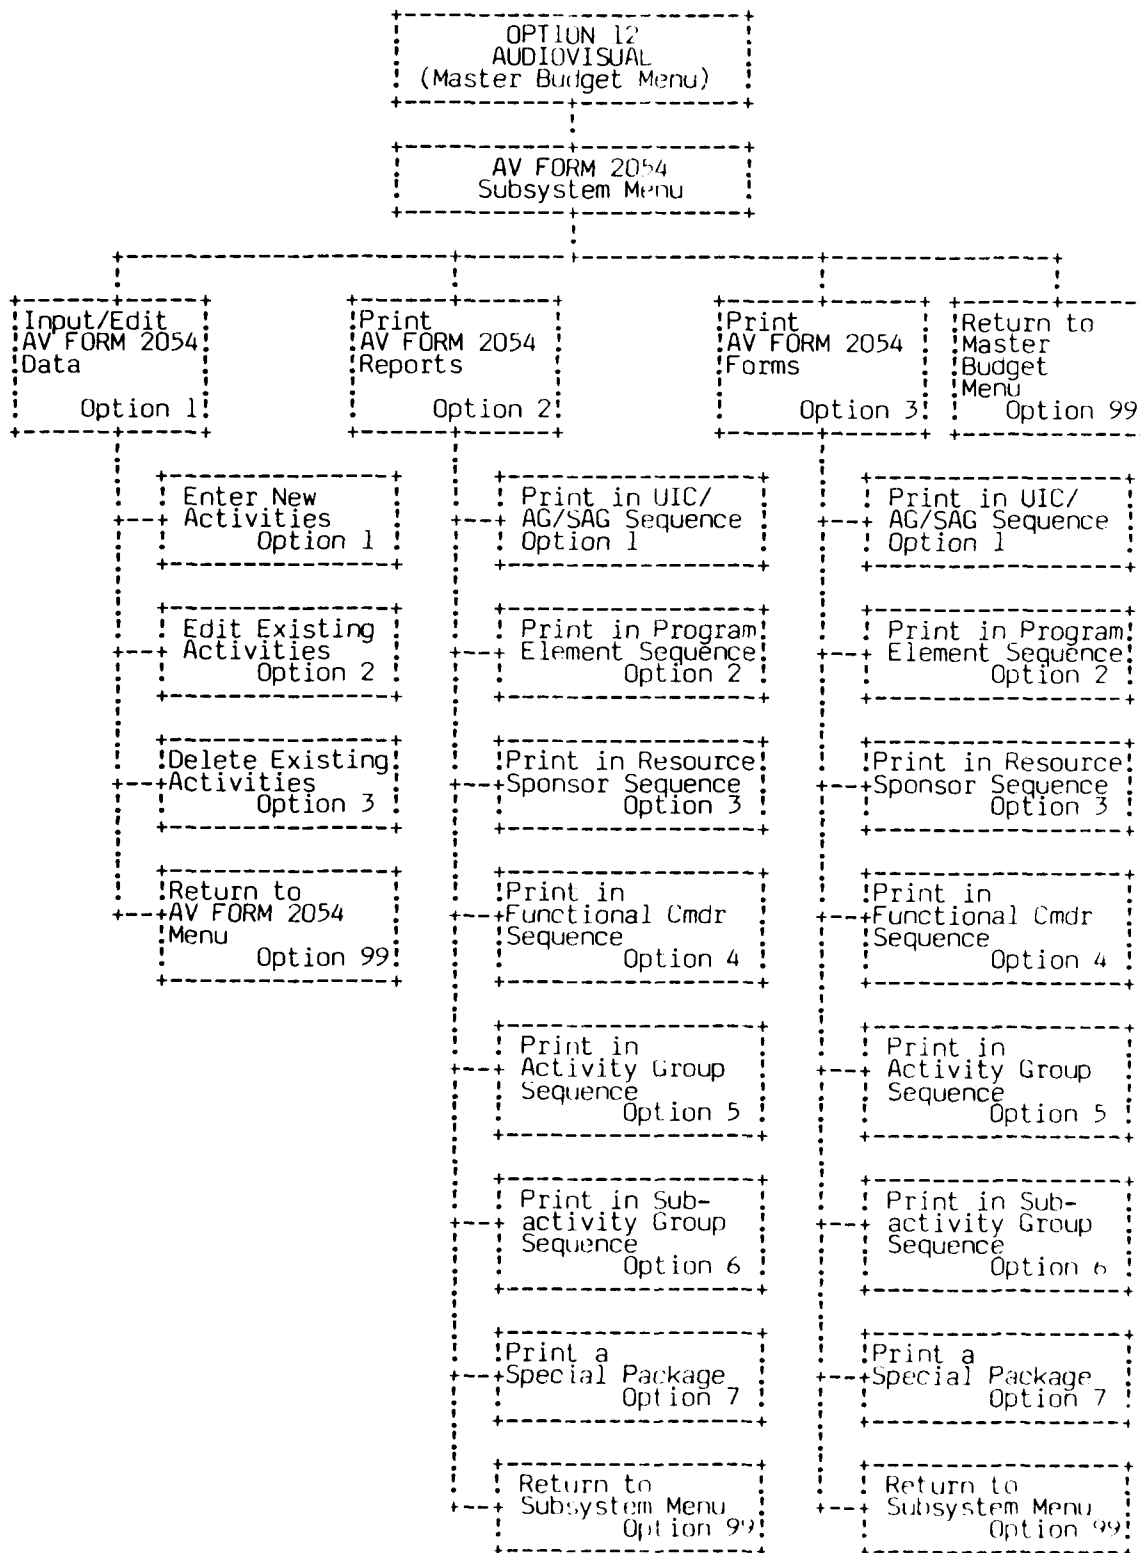 OPTION 12
AUDIOVISUAL
(Master Budget Menu)
AV FORM 2054
Subsystem Menu
Input/Edit
AV FORM 2054
Data
Option 1
Print
AV FORM 2054
Reports
Option 2
Print
AV FORM 2054
Forms
Option 3
Return to
Master
Budget
Menu
Option 99
Enter New
Activities
Option 1
Edit Existing
Activities
Option 2
Delete Existing
Activities
Option 3
Return to
AV FORM 2054
Menu
Option 99
Print in UIC/
AG/SAG Sequence
Option 1
Print in Program
Element Sequence
Option 2
Print in Resource
Sponsor Sequence
Option 3
Print in
Functional Cmdr
Sequence
Option 4
Print in
Activity Group
Sequence
Option 5
Print in Sub-
activity Group
Sequence
Option 6
Print a
Special Package
Option 7
Return to
Subsystem Menu
Option 99
Print in UIC/
AG/SAG Sequence
Option 1
Print in Program
Element Sequence
Option 2
Print in Resource
Sponsor Sequence
Option 3
Print in
Functional Cmdr
Sequence
Option 4
Print in
Activity Group
Sequence
Option 5
Print in Sub-
activity Group
Sequence
Option 6
Print a
Special Package
Option 7
Return to
Subsystem Menu
Option 99